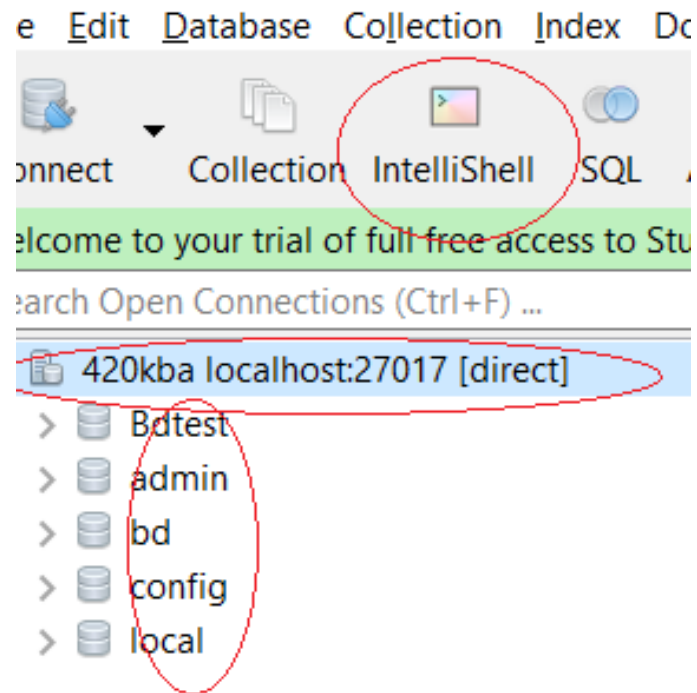 e Edit Database Collection Index Do
onnect Collection IntelliShell SQL
elcome to your trial of full free access to Stu
earch Open Connections (Ctrl+F) ...
420kba localhost:27017 [direct]
Bdtest
admin
bd
config
local